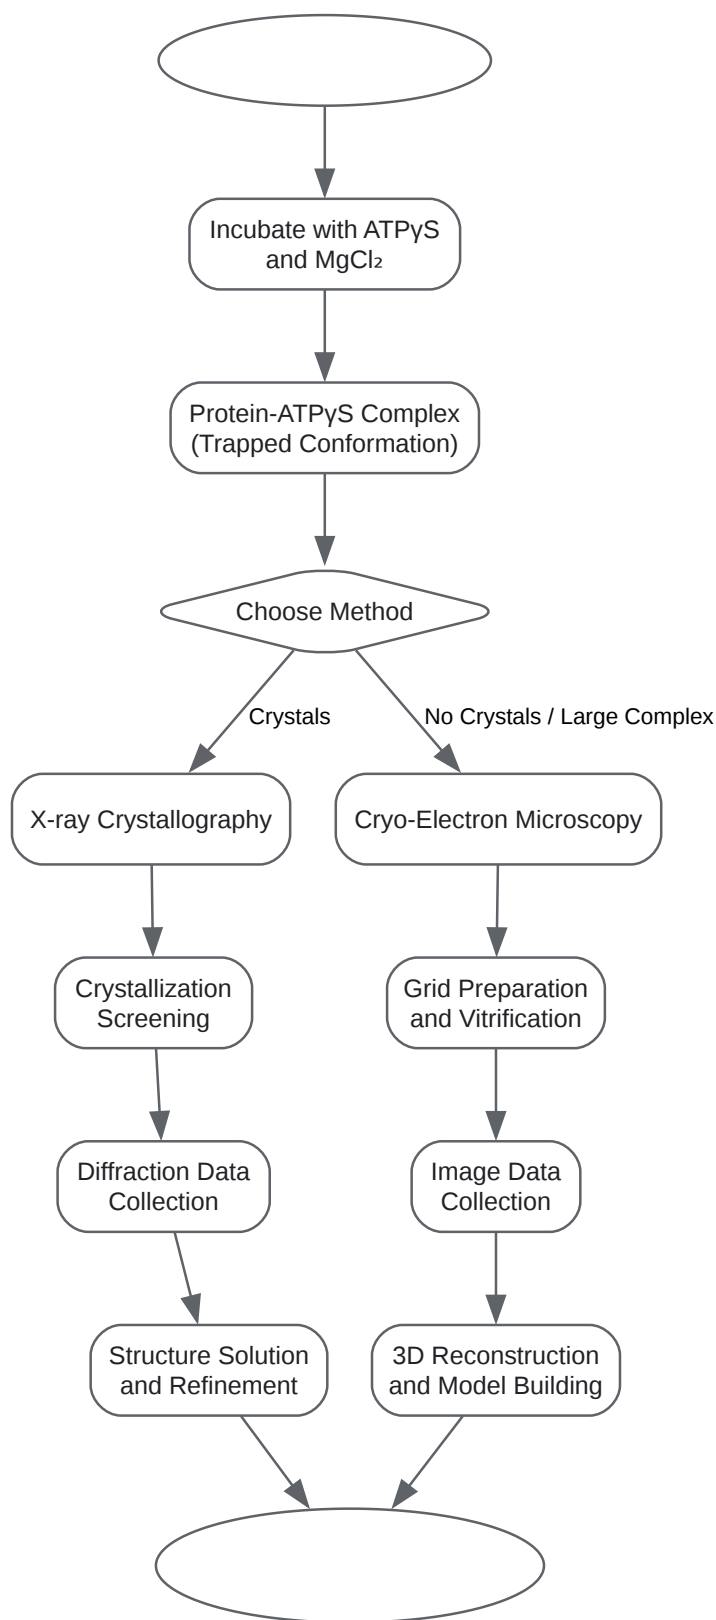 Incubate with ATPγS
and MgCl₂
Protein-ATPγS Complex
(Trapped Conformation)
Choose Method
Crystals
No Crystals / Large Complex
X-ray Crystallography
Cryo-Electron Microscopy
Crystallization
Screening
Grid Preparation
and Vitrification
Diffraction Data
Collection
Image Data
Collection
Structure Solution
and Refinement
3D Reconstruction
and Model Building